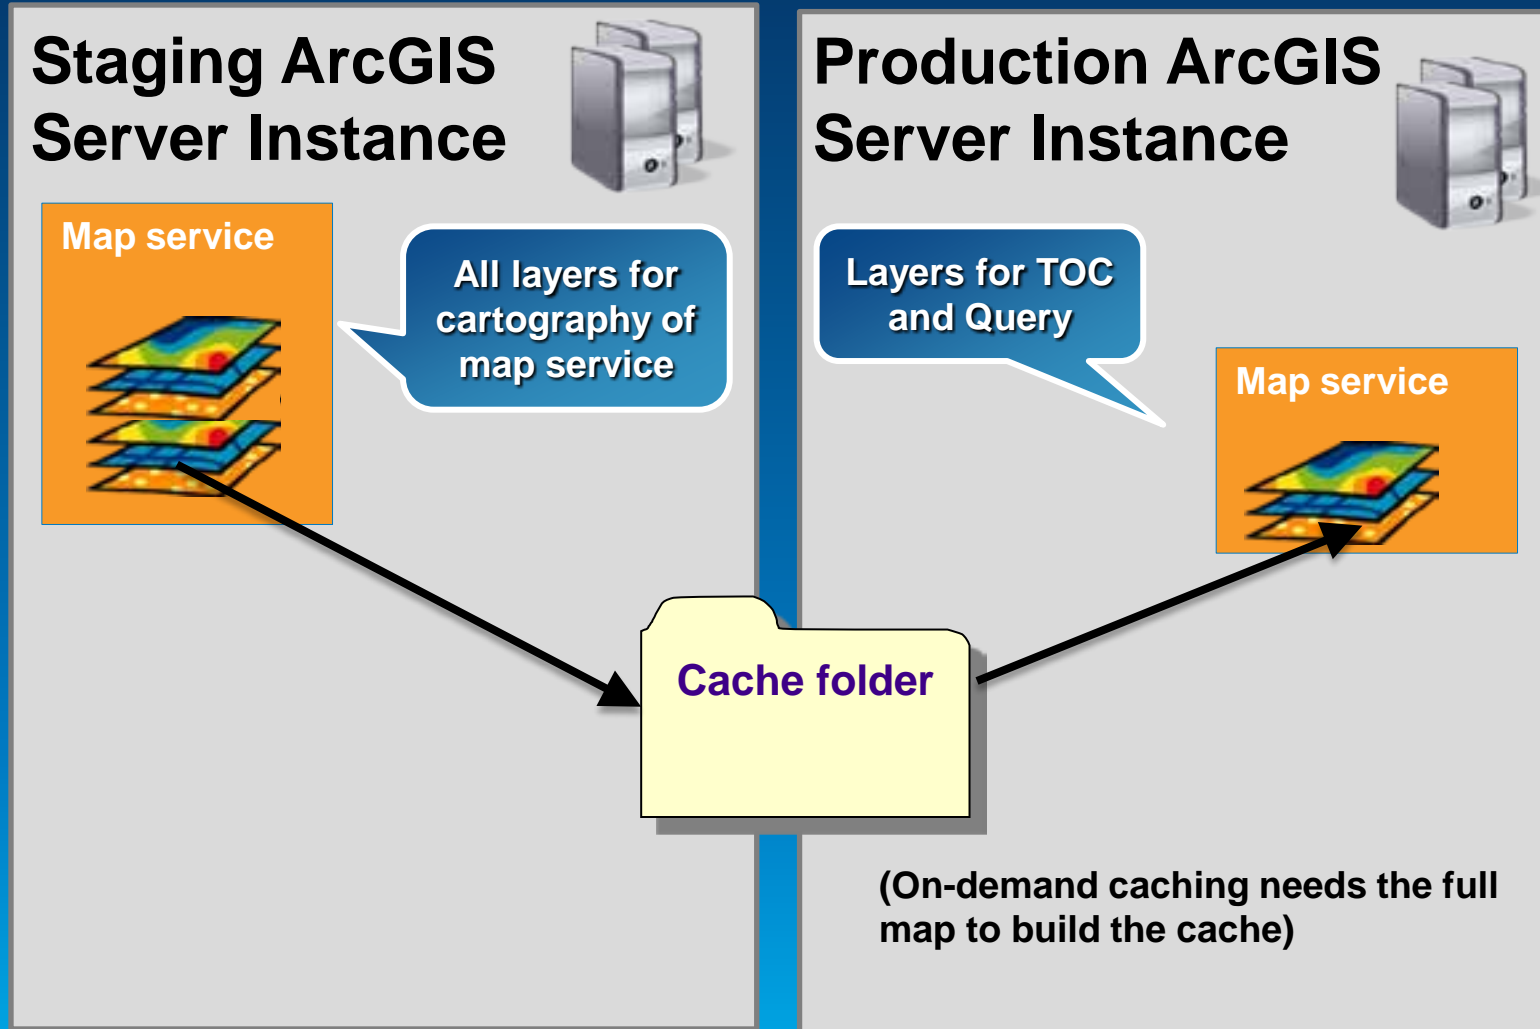 Staging ArcGIS
Server Instance
Map service
All layers for
cartography of
map service
Production ArcGIS
Server Instance
Layers for TOC
and Query
Map service
Cache folder
(On-demand caching needs the full
map to build the cache)